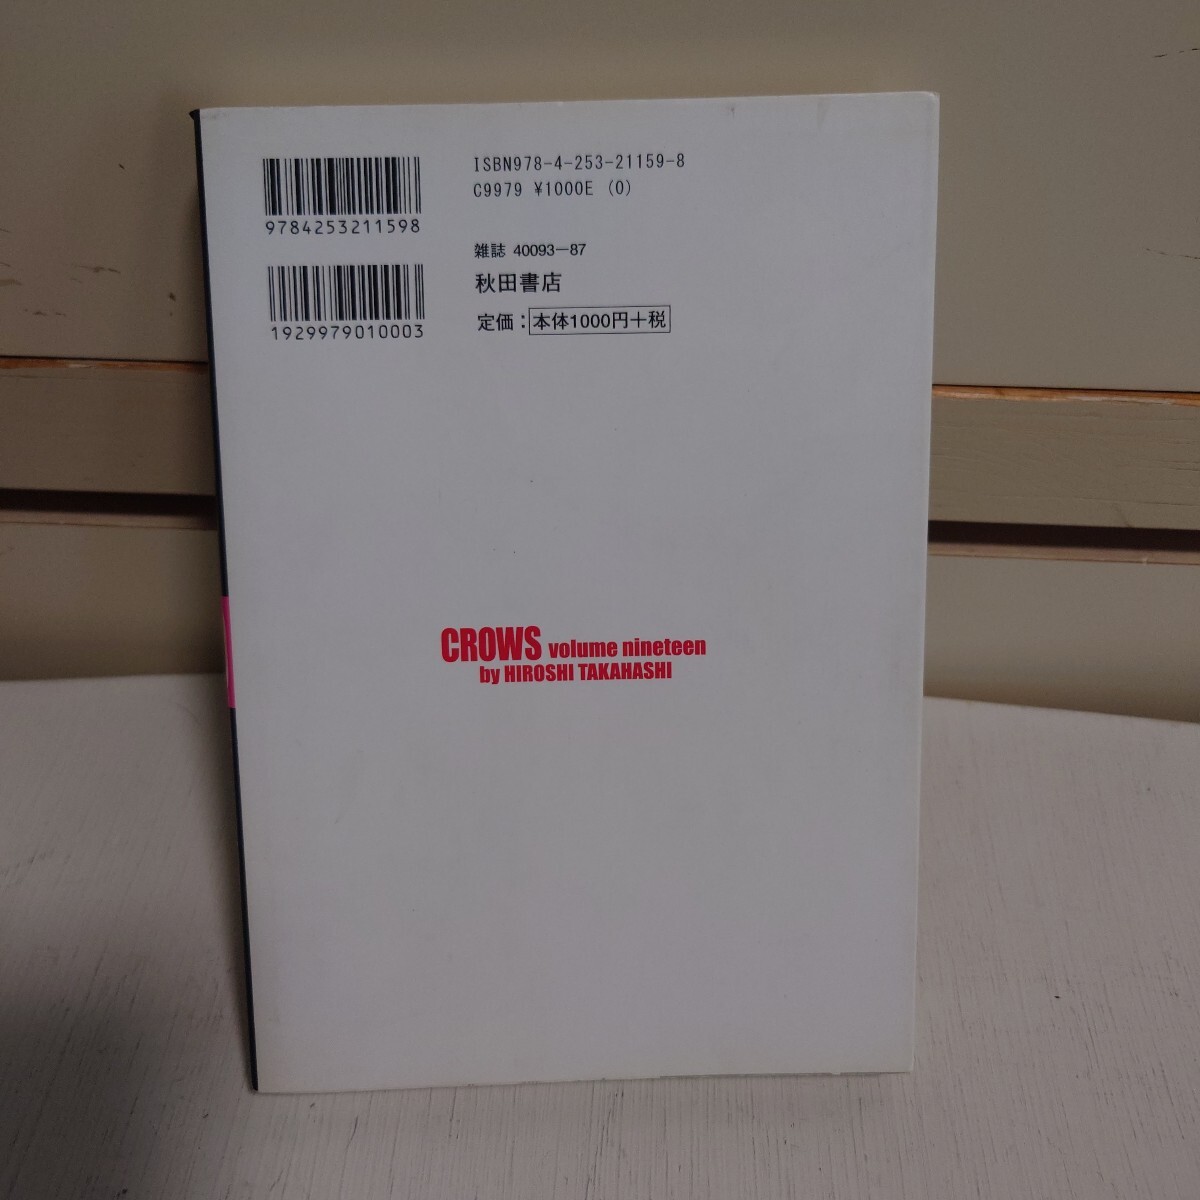 9784253211598
1929979010003
ISBN978-4-253-21159-8
C9979 ¥1000E (0)
雑誌 40093-87
秋田書店
定価：本体1000円+税
CROWS volume nineteen
by HIROSHI TAKAHASHI